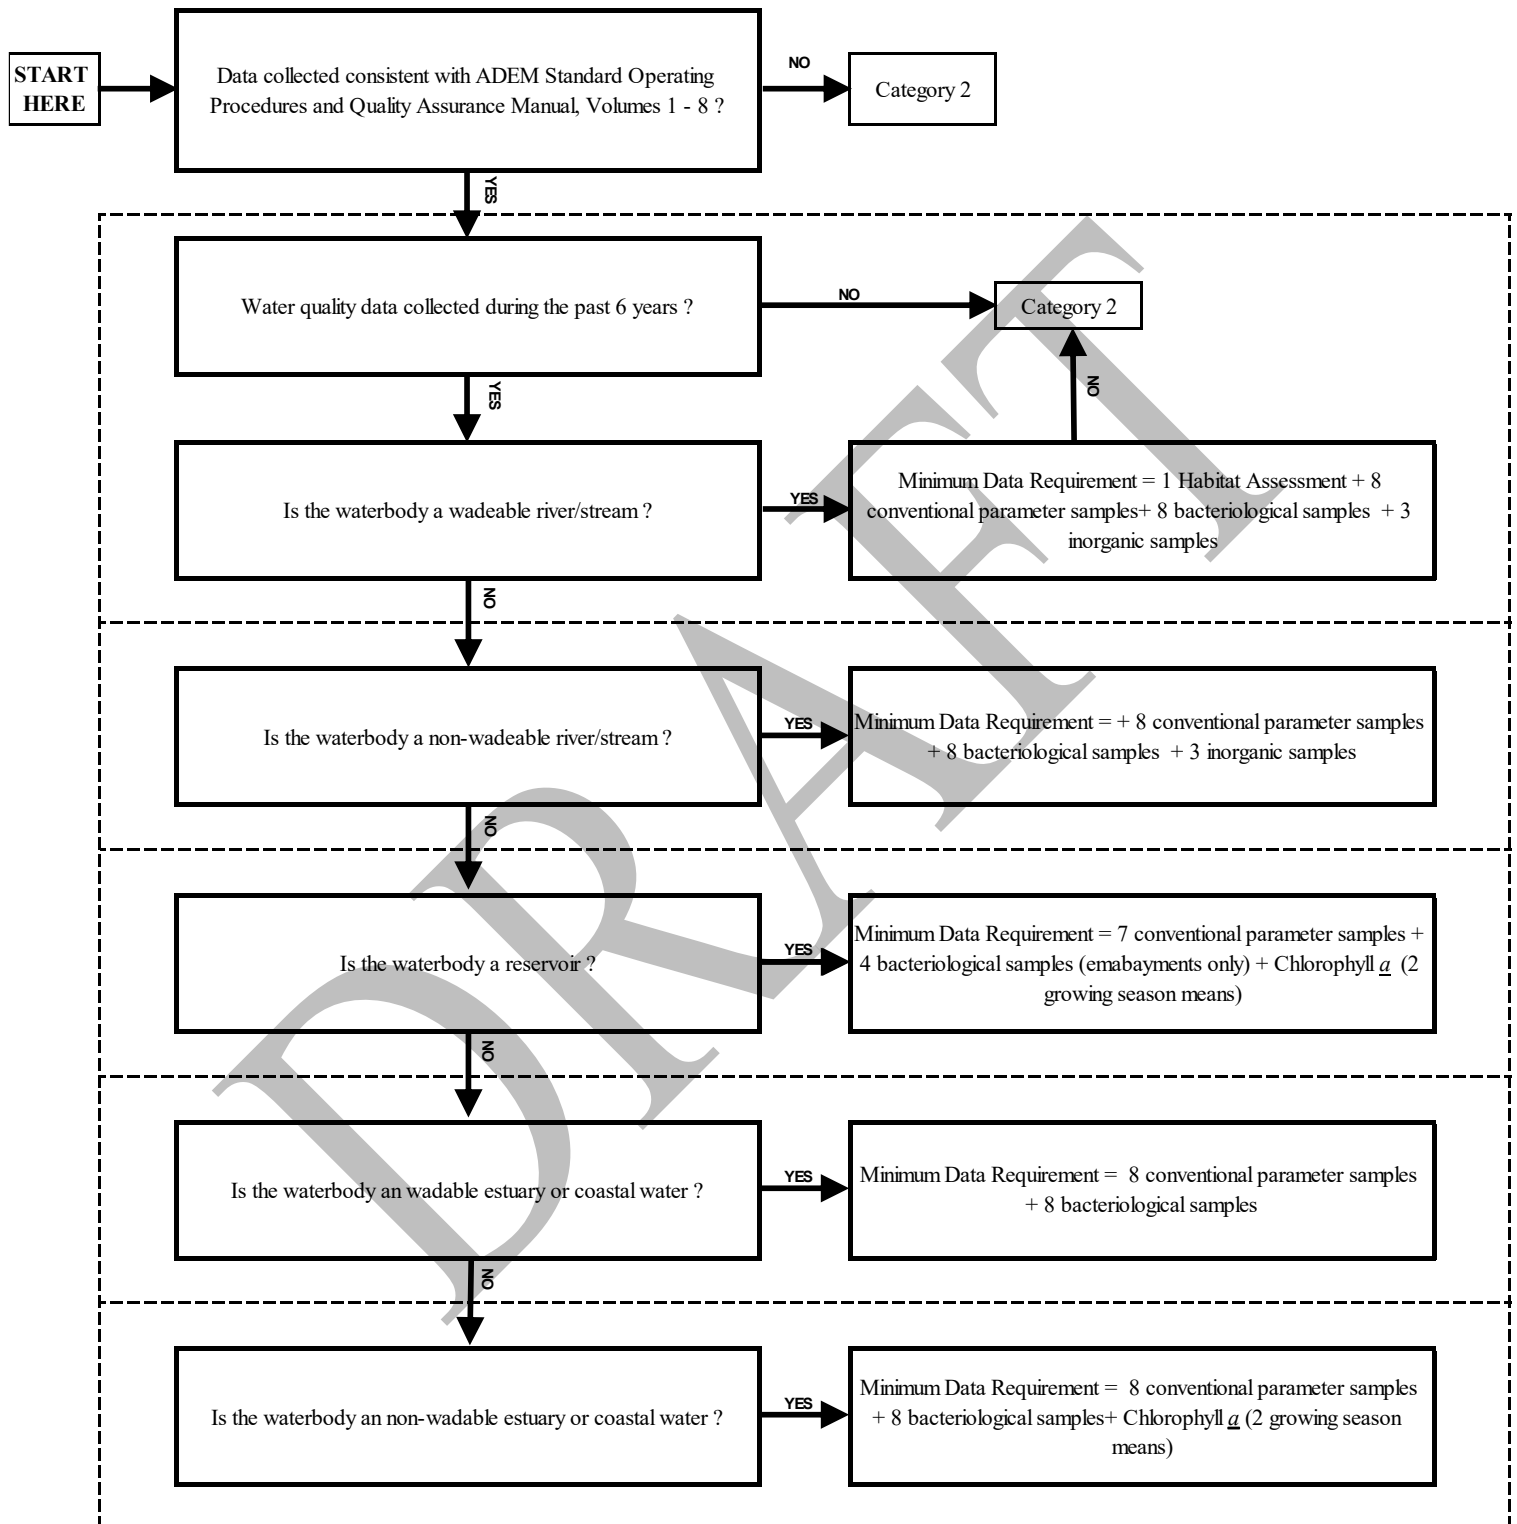 START
HERE
Data collected consistent with ADEM Standard Operating
Procedures and Quality Assurance Manual, Volumes 1 - 8 ?
NO
Category 2
YES
Water quality data collected during the past 6 years ?
NO
Category 2
YES
NO
Is the waterbody a wadeable river/stream ?
YES
Minimum Data Requirement = 1 Habitat Assessment + 8
conventional parameter samples+ 8 bacteriological samples + 3
inorganic samples
NO
Is the waterbody a non-wadeable river/stream ?
YES
Minimum Data Requirement = + 8 conventional parameter samples
+ 8 bacteriological samples + 3 inorganic samples
NO
Is the waterbody a reservoir ?
YES
Minimum Data Requirement = 7 conventional parameter samples +
4 bacteriological samples (emabayments only) + Chlorophyll a (2
growing season means)
NO
Is the waterbody an wadable estuary or coastal water ?
YES
Minimum Data Requirement = 8 conventional parameter samples
+ 8 bacteriological samples
NO
Is the waterbody an non-wadable estuary or coastal water ?
YES
Minimum Data Requirement = 8 conventional parameter samples
+ 8 bacteriological samples+ Chlorophyll a (2 growing season
means)
DRAFT